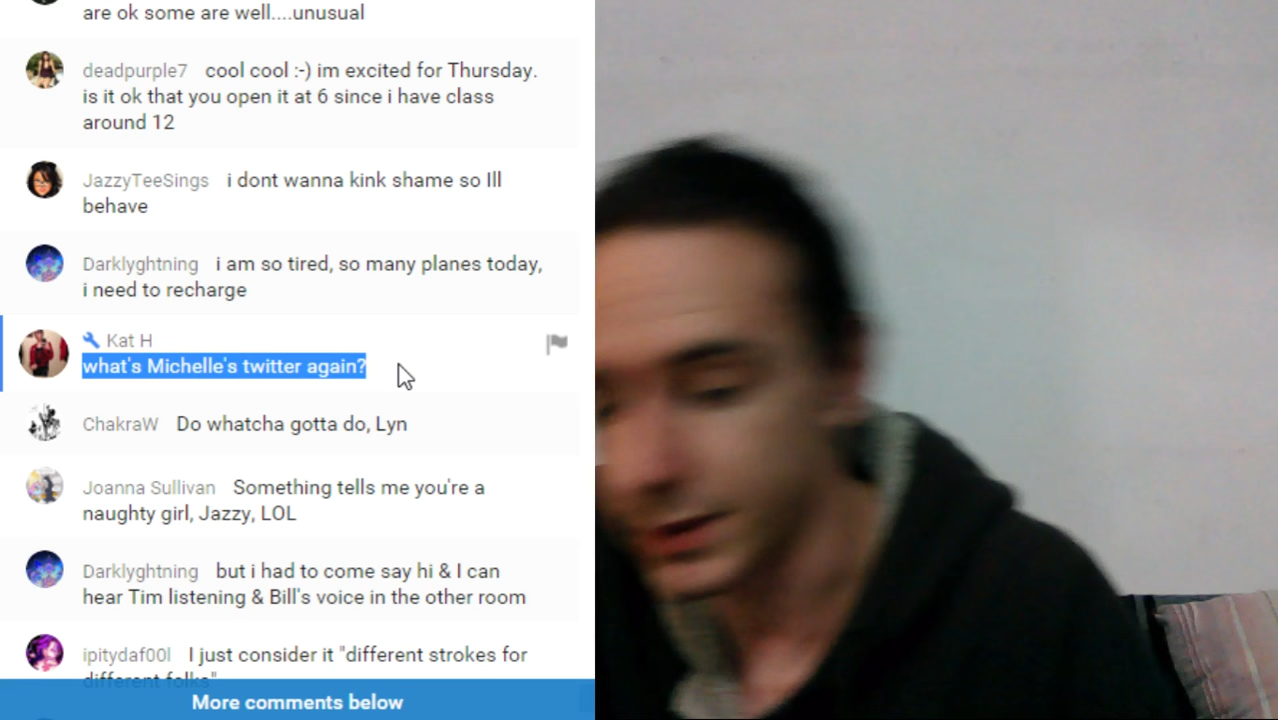 are ok some are well....unusual
deadpurple7 cool cool :-) im excited for Thursday.
is it ok that you open it at 6 since i have class
around 12
JazzyTeeSings i dont wanna kink shame so Ill
behave
Darklyghtning i am so tired, so many planes today,
i need to recharge
Kat H
what's Michelle's twitter again?
ChakraW Do whatcha gotta do, Lyn
Joanna Sullivan Something tells me you're a
naughty girl, Jazzy, LOL
Darklyghtning but i had to come say hi & I can
hear Tim listening & Bill's voice in the other room
ipitydaf00l I just consider it "different strokes for
different folks"
More comments below